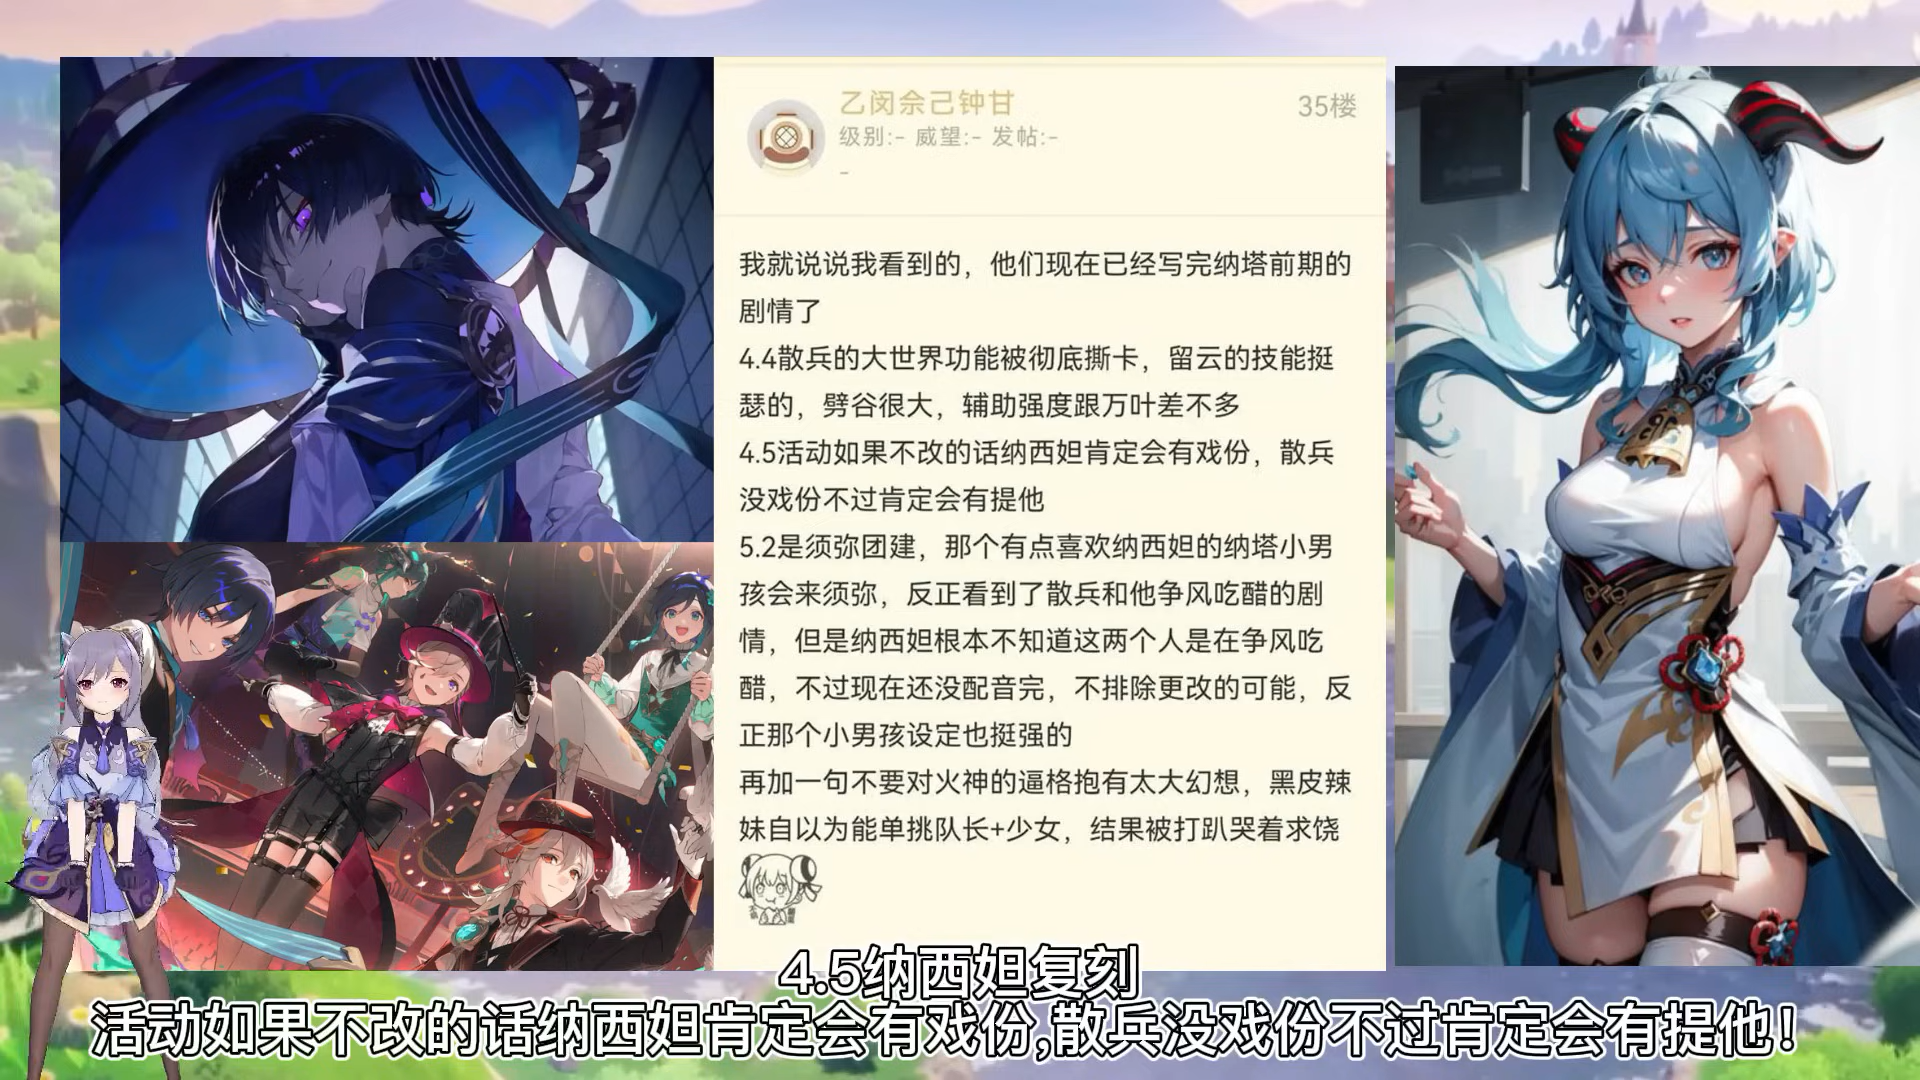 乙闵佘己钟甘
35楼
级别:- 威望:- 发帖:-
-
我就说说我看到的，他们现在已经写完纳塔前期的
剧情了
4.4散兵的大世界功能被彻底撕卡，留云的技能挺
瑟的，劈谷很大，辅助强度跟万叶差不多
4.5活动如果不改的话纳西妲肯定会有戏份，散兵
没戏份不过肯定会有提他
5.2是须弥团建，那个有点喜欢纳西妲的纳塔小男
孩会来须弥，反正看到了散兵和他争风吃醋的剧
情，但是纳西妲根本不知道这两个人是在争风吃
醋，不过现在还没配音完，不排除更改的可能，反
正那个小男孩设定也挺强的
再加一句不要对火神的逼格抱有太大幻想，黑皮辣
妹自以为能单挑队长+少女，结果被打趴哭着求饶
4.5纳西妲复刻
活动如果不改的话纳西妲肯定会有戏份,散兵没戏份不过肯定会有提他!